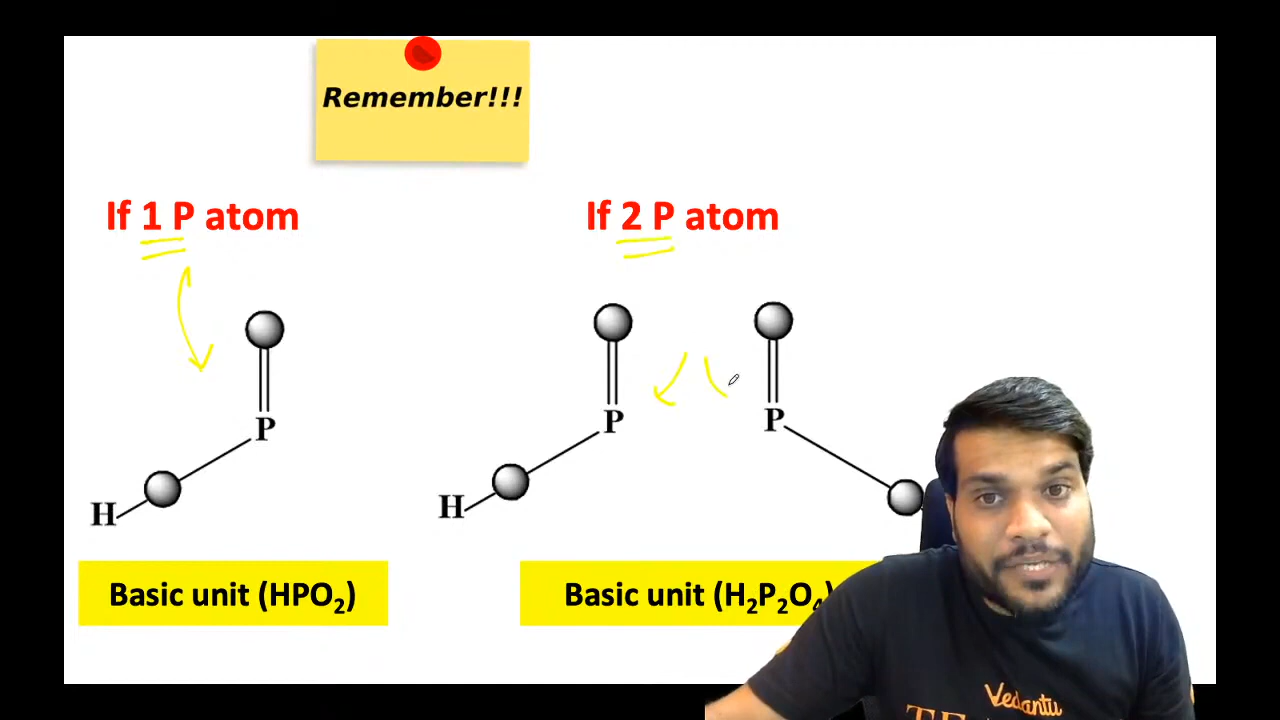 Remember!!!
If 1 P atom
If 2 P atom
P
H
P
H
P
Basic unit (HPO₂)
Basic unit (H₂P₂O₄)
Vedantu